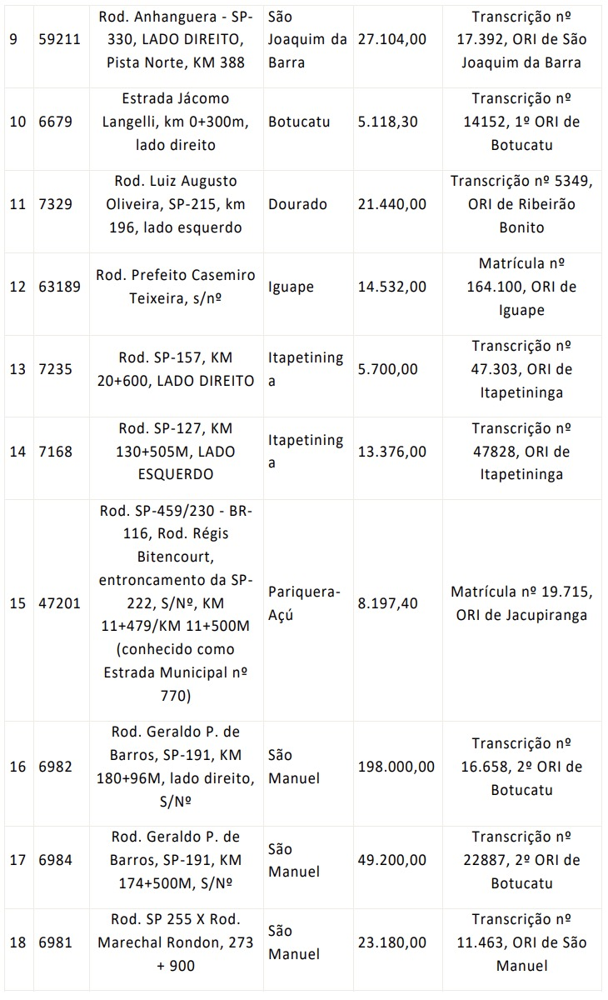 9 59211 Rod. Anhanguera - SP-
330, LADO DIREITO,
Pista Norte, KM 388
São
Joaquim da
Barra
27.104,00
Transcrição nº
17.392, ORI de São
Joaquim da Barra
10 6679
Estrada Jácomo
Langelli, km 0+300m,
lado direito
Botucatu
5.118,30
Transcrição nº
14152, 1º ORI de
Botucatu
11 7329
Rod. Luiz Augusto
Oliveira, SP-215, km
196, lado esquerdo
Dourado
21.440,00
Transcrição nº 5349,
ORI de Ribeirão
Bonito
12 63189
Rod. Prefeito Casemiro
Teixeira, s/nº
Iguape
14.532,00
Matrícula nº
164.100, ORI de
Iguape
13 7235
Rod. SP-157, KM
20+600, LADO DIREITO
Itapetining
a
5.700,00
Transcrição nº
47.303, ORI de
Itapetininga
14 7168
Rod. SP-127, KM
130+505M, LADO
ESQUERDO
Itapetining
a
13.376,00
Transcrição nº
47828, ORI de
Itapetininga
15 47201
Rod. SP-459/230 - BR-
116, Rod. Régis
Bitencourt,
entroncamento da SP-
222, S/Nº, KM
11+479/KM 11+500M
(conhecido como
Estrada Municipal nº
770)
Pariquera-
Açú
8.197,40
Matrícula nº 19.715,
ORI de Jacupiranga
16 6982
Rod. Geraldo P. de
Barros, SP-191, KM
180+96M, lado direito,
S/Nº
São
Manuel
198.000,00
Transcrição nº
16.658, 2º ORI de
Botucatu
17 6984
Rod. Geraldo P. de
Barros, SP-191, KM
174+500M, S/Nº
São
Manuel
49.200,00
Transcrição nº
22887, 2º ORI de
Botucatu
18 6981
Rod. SP 255 X Rod.
Marechal Rondon, 273
+ 900
São
Manuel
23.180,00
Transcrição nº
11.463, ORI de São
Manuel